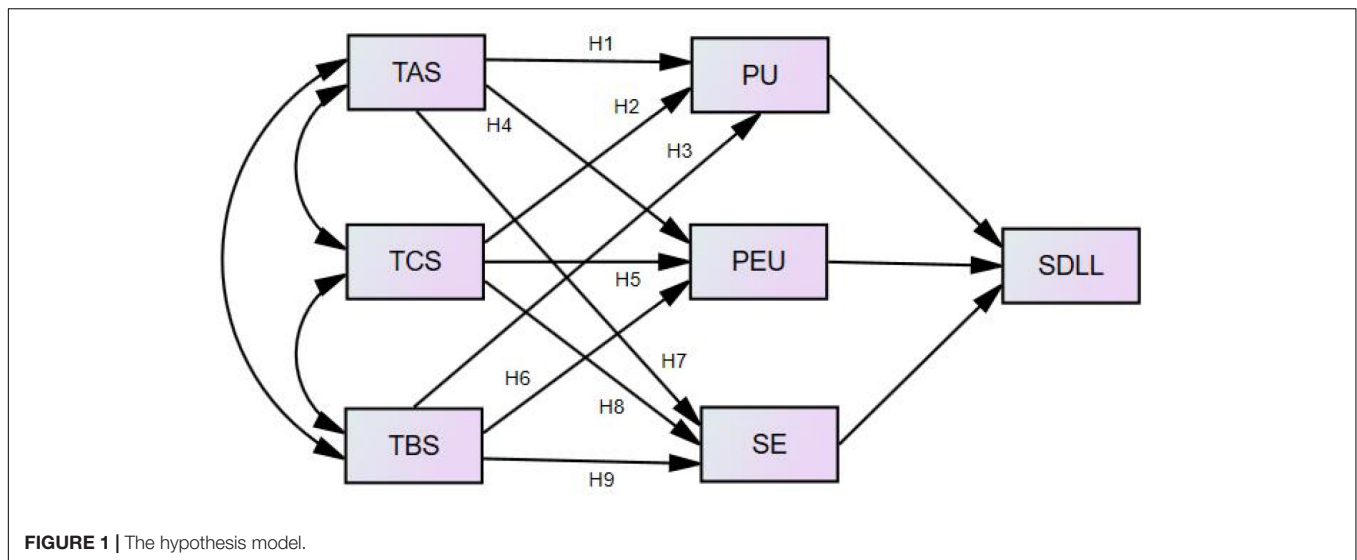 TAS
H1
PU
H2
H4
H3
TCS
H5
PEU
SDLL
H7
H6
H8
TBS
H9
SE
FIGURE 1 | The hypothesis model.